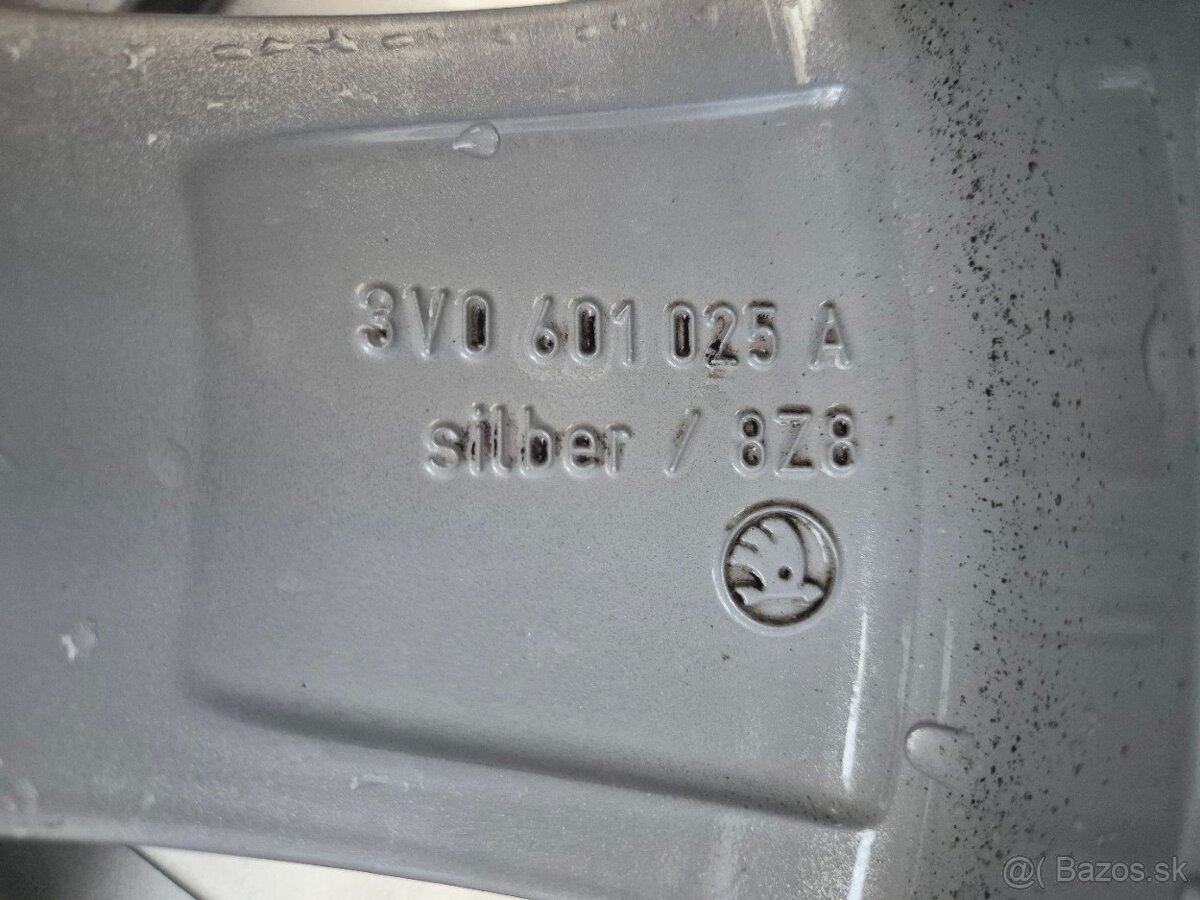 3V0 601 025 A
silber / 8Z8
@( Bazos.sk